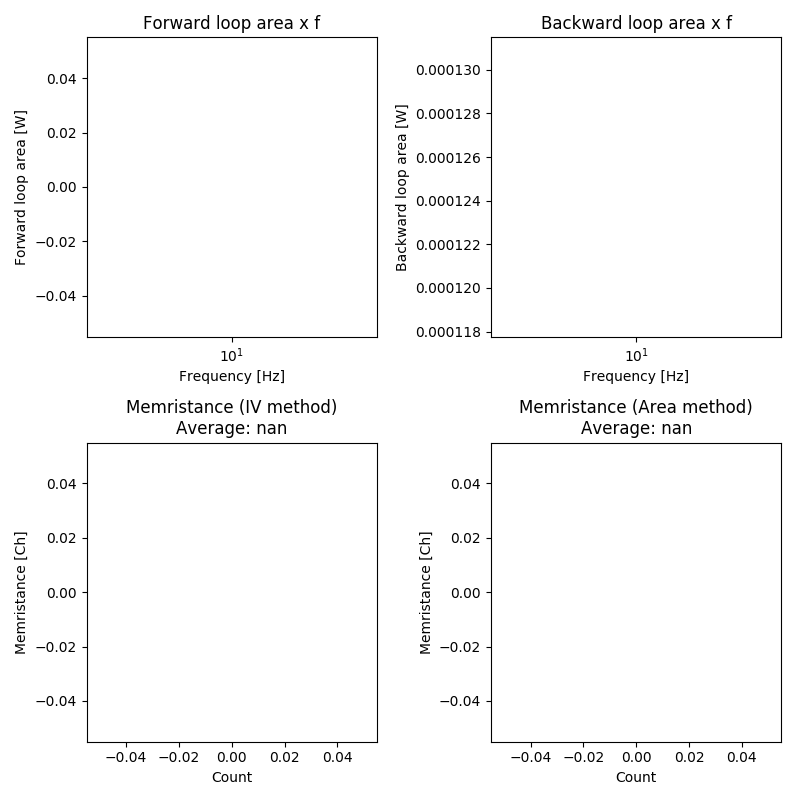 Forward loop area x f
Forward loop area [W]
0.04
0.02
0.00
−0.02
−0.04
10¹
Frequency [Hz]
Backward loop area x f
Backward loop area [W]
0.000130
0.000128
0.000126
0.000124
0.000122
0.000120
0.000118
10¹
Frequency [Hz]
Memristance (IV method)
Average: nan
Memristance [Ch]
0.04
0.02
0.00
−0.02
−0.04
−0.04 −0.02 0.00 0.02 0.04
Count
Memristance (Area method)
Average: nan
Memristance [Ch]
0.04
0.02
0.00
−0.02
−0.04
−0.04 −0.02 0.00 0.02 0.04
Count